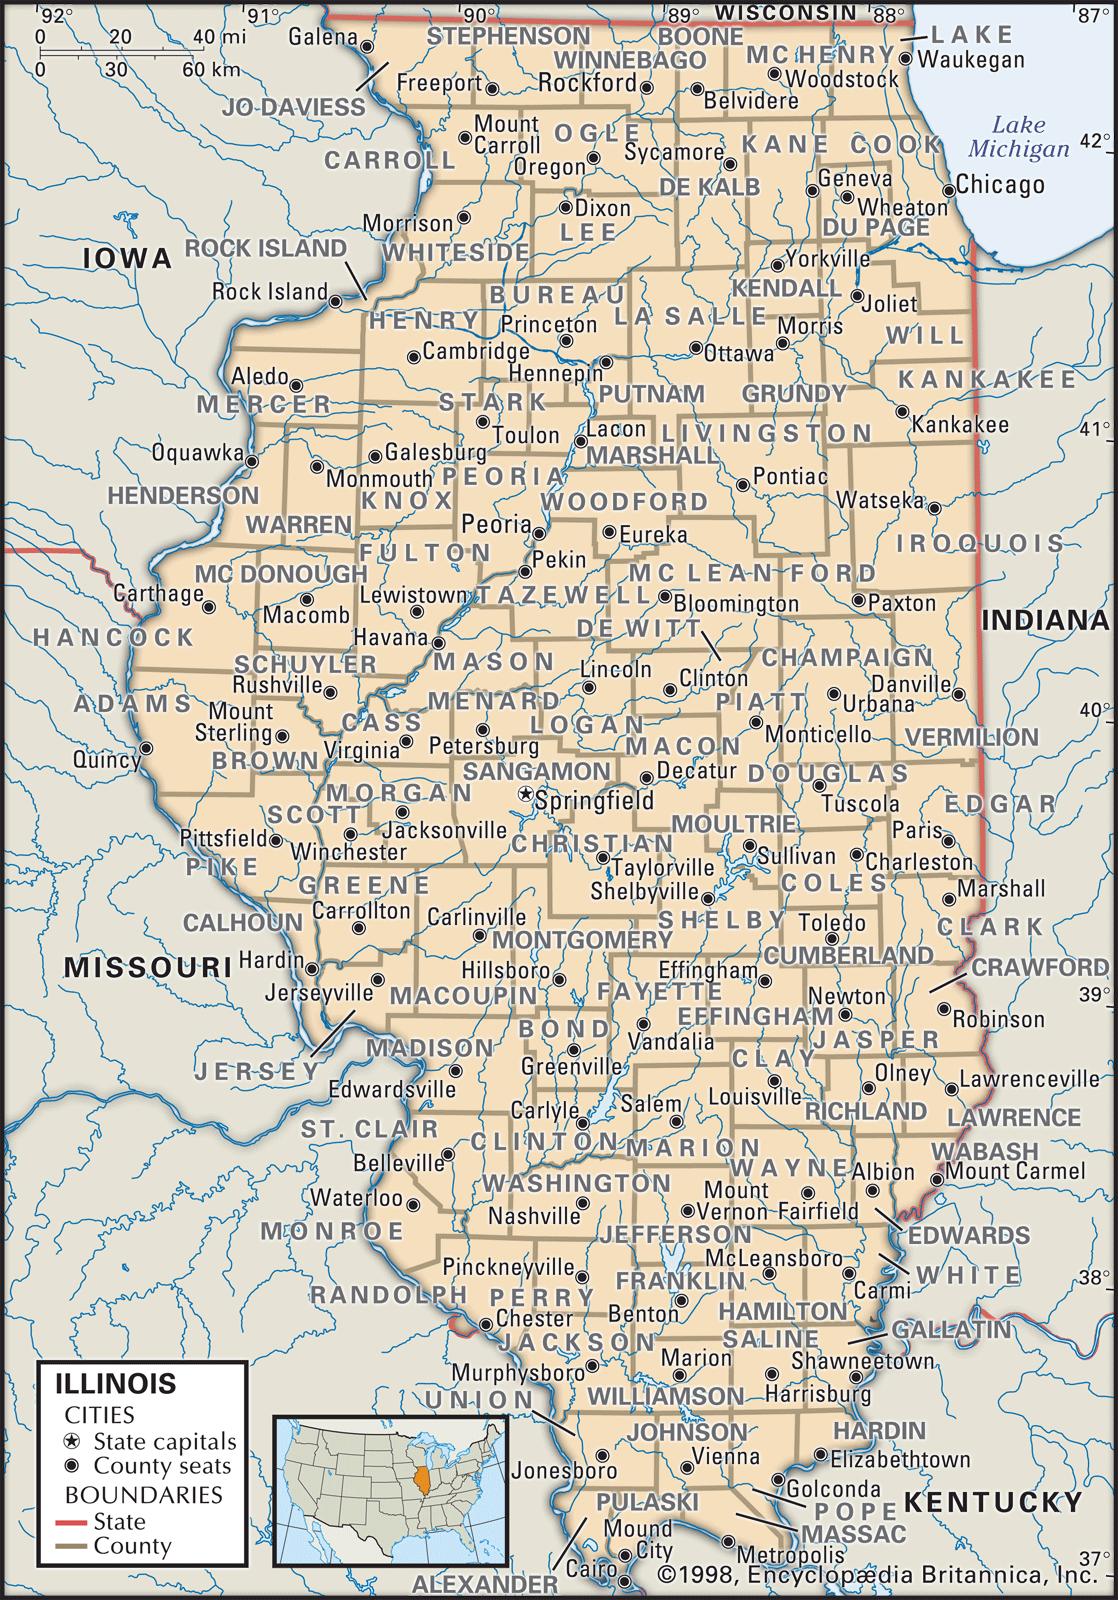 92°
91°
90°
89°
88°
87°
0 20 40 mi
0 30 60 km
WISCONSIN
Galena
STEPHENSON
BOONE
LAKE
WINNEBAGO
MC HENRY
Waukegan
Freeport
Rockford
Woodstock
Belvidere
JO DAVIESS
Mount
Carroll
OGLE
Lake
Michigan
42°
CARROLL
Oregon
Sycamore
KANE
COOK
DE KALB
Geneva
Chicago
Wheaton
Morrison
Dixon
DU PAGE
LEE
IOWA
ROCK ISLAND
WHITESIDE
Yorkville
KENDALL
Rock Island
BUREAU
Joliet
HENRY
Princeton
LA SALLE
Morris
WILL
Cambridge
Ottawa
Hennepin
Aledo
KANKAKEE
MERCER
STARK
PUTNAM
GRUNDY
Kankakee
41°
Toulon
Lacon
LIVINGSTON
Oquawka
Galesburg
MARSHALL
Monmouth
PEORIA
Pontiac
HENDERSON
KNOX
WOODFORD
Watseka
WARREN
Peoria
Eureka
IROQUOIS
FULTON
Pekin
MC DONOUGH
MC LEAN
FORD
Carthage
Lewistown
TAZEWELL
Bloomington
Paxton
Macomb
INDIANA
HANCOCK
Havana
DE WITT
SCHUYLER
MASON
Lincoln
CHAMPAIGN
Rushville
Clinton
Danville
ADAMS
MENARD
PIATT
Urbana
40°
Mount
Sterling
CASS
LOGAN
Monticello
Quincy
BROWN
Virginia
Petersburg
MACON
VERMILION
SANGAMON
Decatur
DOUGLAS
MORGAN
Springfield
Tuscola
EDGAR
SCOTT
Jacksonville
MOULTRIE
Paris
Pittsfield
Winchester
CHRISTIAN
Sullivan
Charleston
PIKE
Taylorville
GREENE
Shelbyville
COLES
Marshall
CALHOUN
Carrollton
Carlinville
SHELBY
Toledo
CLARK
MONTGOMERY
MISSOURI
Hardin
Hillsboro
Effingham
CUMBERLAND
CRAWFORD
Jerseyville
MACOUPIN
FAYETTE
Newton
39°
EFFINGHAM
Robinson
BOND
Vandalia
JASPER
MADISON
Greenville
CLAY
JERSEY
Edwardsville
Louisville
Olney
Lawrenceville
Carlyle
Salem
RICHLAND
LAWRENCE
ST. CLAIR
CLINTON
MARION
WABASH
Belleville
WAYNE
Albion
Mount Carmel
WASHINGTON
Waterloo
Mount
Vernon
Fairfield
Nashville
MONROE
JEFFERSON
EDWARDS
Pinckneyville
McLeansboro
WHITE
38°
RANDOLPH
PERRY
FRANKLIN
Carmi
Chester
Benton
HAMILTON
JACKSON
SALINE
GALLATIN
Murphysboro
Marion
Shawneetown
UNION
WILLIAMSON
Harrisburg
JOHNSON
HARDIN
Jonesboro
Vienna
Elizabethtown
Golconda
PULASKI
POPE
KENTUCKY
Mound
City
MASSAC
Metropolis
37°
Cairo
ALEXANDER
ILLINOIS
CITIES
State capitals
County seats
BOUNDARIES
State
County
©1998, Encyclopædia Britannica, Inc.